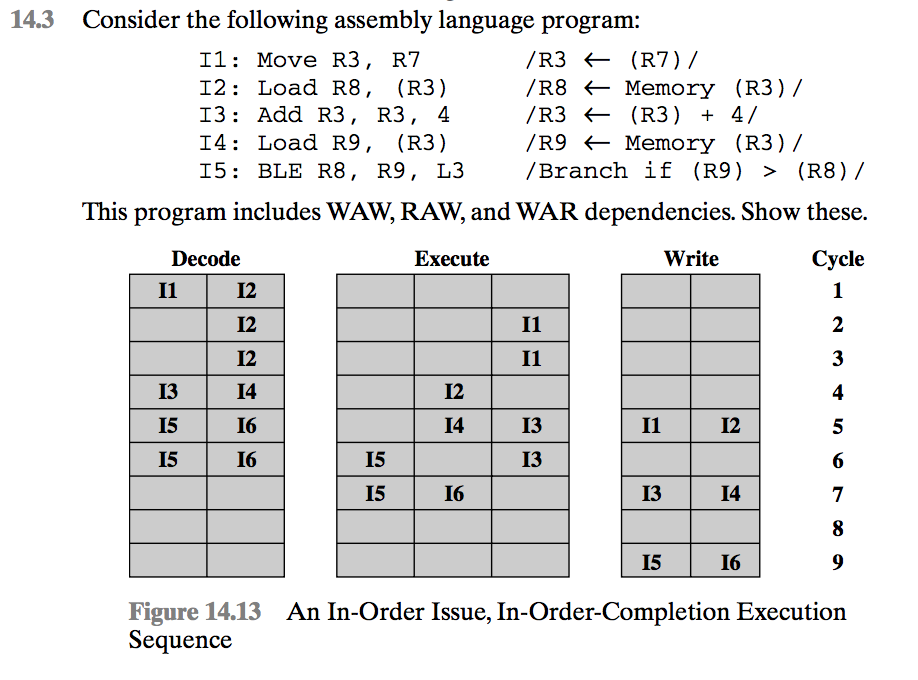 14.3 Consider the following assembly language program:
I1: Move R3, R7 /R3 ← (R7)/
I2: Load R8, (R3) /R8 ← Memory (R3)/
I3: Add R3, R3, 4 /R3 ← (R3) + 4/
I4: Load R9, (R3) /R9 ← Memory (R3)/
I5: BLE R8, R9, L3 /Branch if (R9) > (R8)/
This program includes WAW, RAW, and WAR dependencies. Show these.
Decode Execute Write Cycle
I1 I2 1
I2 I1 2
I2 I1 3
I3 I4 I2 4
I5 I6 I4 I3 I1 I2 5
I5 I6 I5 I3 6
I5 I6 I3 I4 7
8
I5 I6 9
Figure 14.13 An In-Order Issue, In-Order-Completion Execution
Sequence